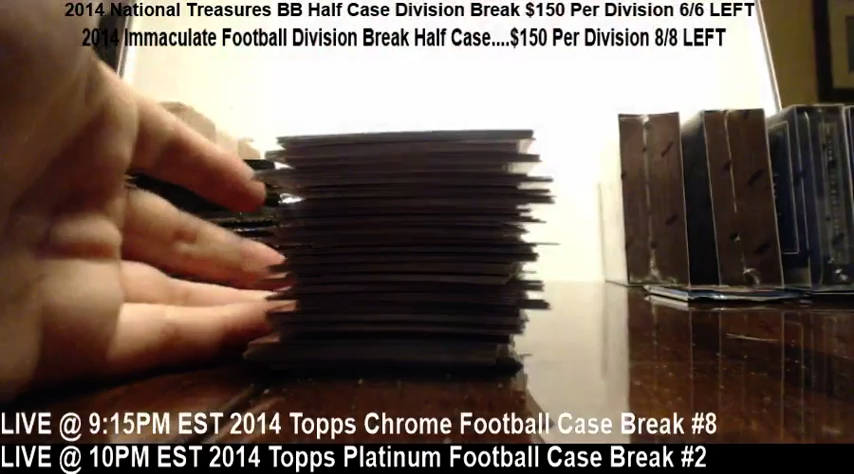 2014 National Treasures BB Half Case Division Break $150 Per Division 6/6 LEFT
2014 Immaculate Football Division Break Half Case....$150 Per Division 8/8 LEFT
LIVE @ 9:15PM EST 2014 Topps Chrome Football Case Break #8
LIVE @ 10PM EST 2014 Topps Platinum Football Case Break #2